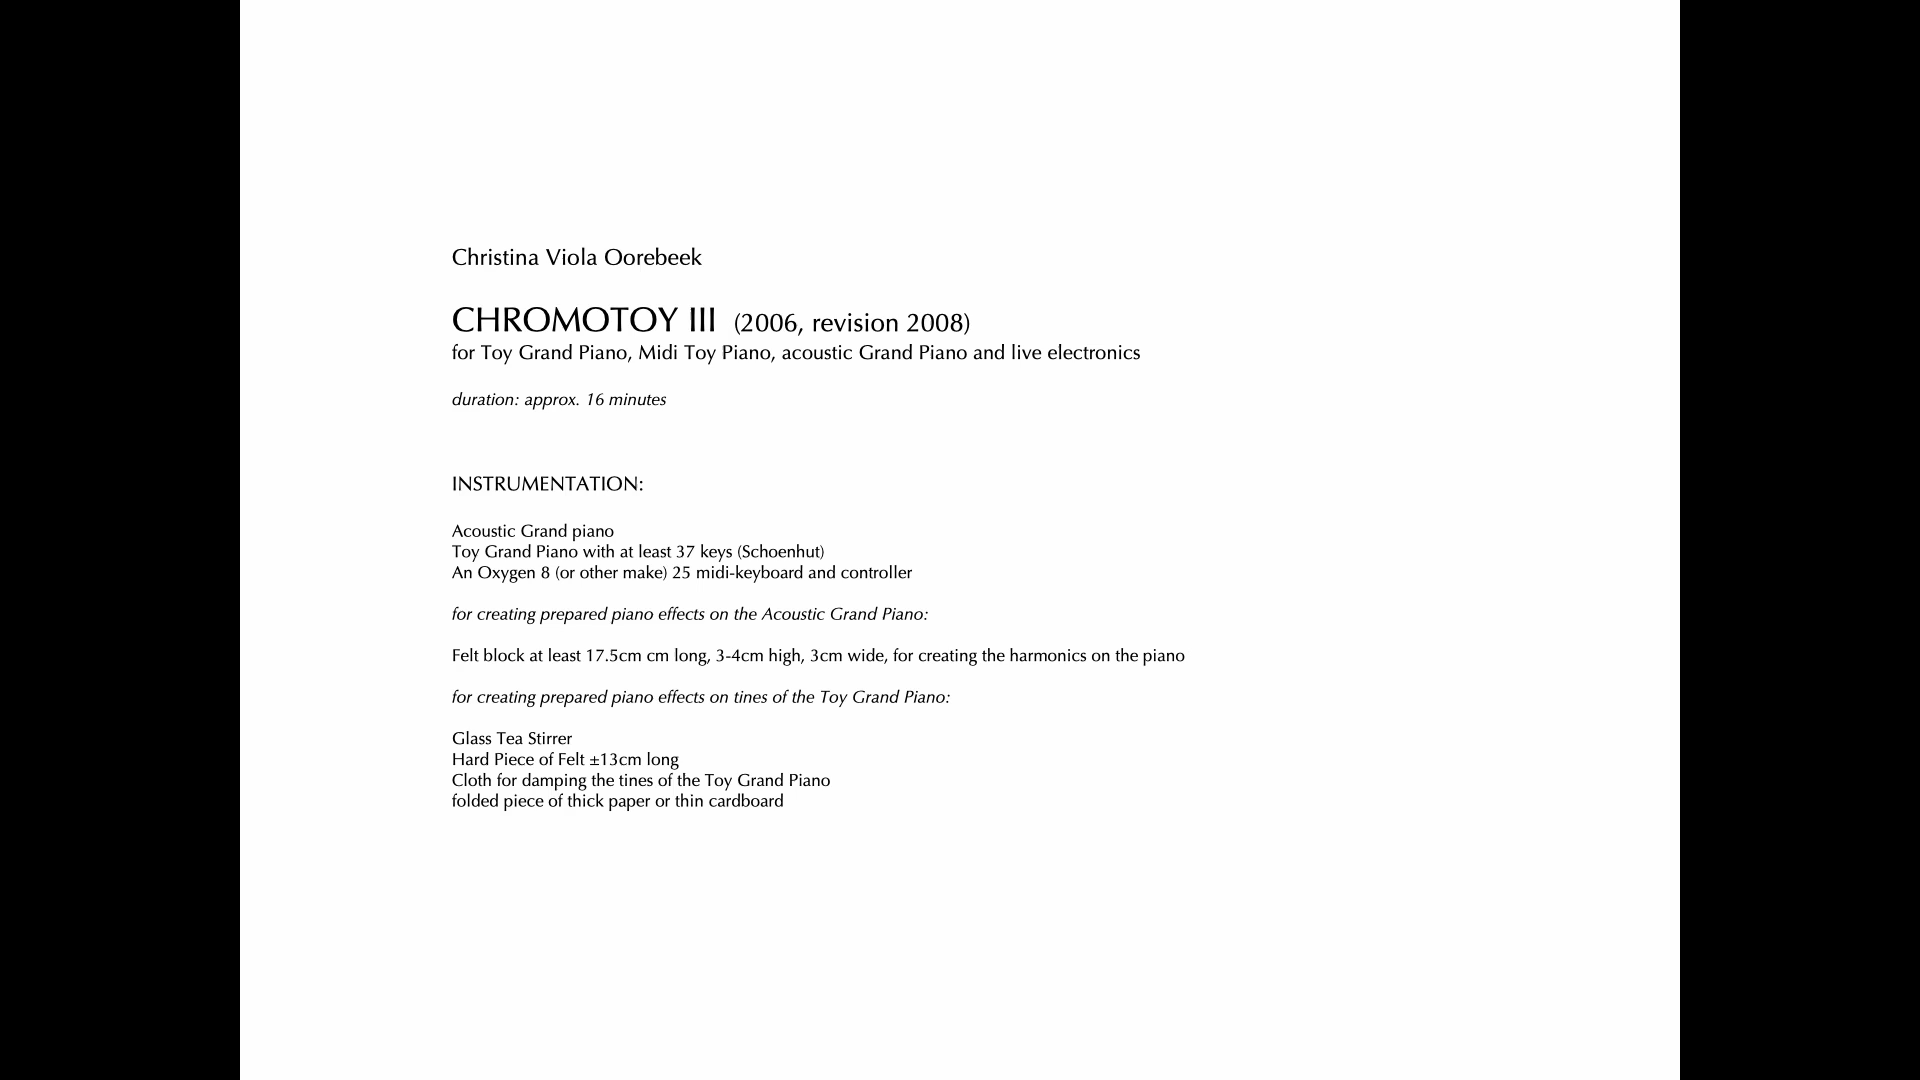 Christina Viola Oorebeek
CHROMOTOY III (2006, revision 2008)
for Toy Grand Piano, Midi Toy Piano, acoustic Grand Piano and live electronics
duration: approx. 16 minutes
INSTRUMENTATION:
Acoustic Grand piano
Toy Grand Piano with at least 37 keys (Schoenhut)
An Oxygen 8 (or other make) 25 midi-keyboard and controller
for creating prepared piano effects on the Acoustic Grand Piano:
Felt block at least 17.5cm cm long, 3-4cm high, 3cm wide, for creating the harmonics on the piano
for creating prepared piano effects on tines of the Toy Grand Piano:
Glass Tea Stirrer
Hard Piece of Felt ±13cm long
Cloth for damping the tines of the Toy Grand Piano
folded piece of thick paper or thin cardboard